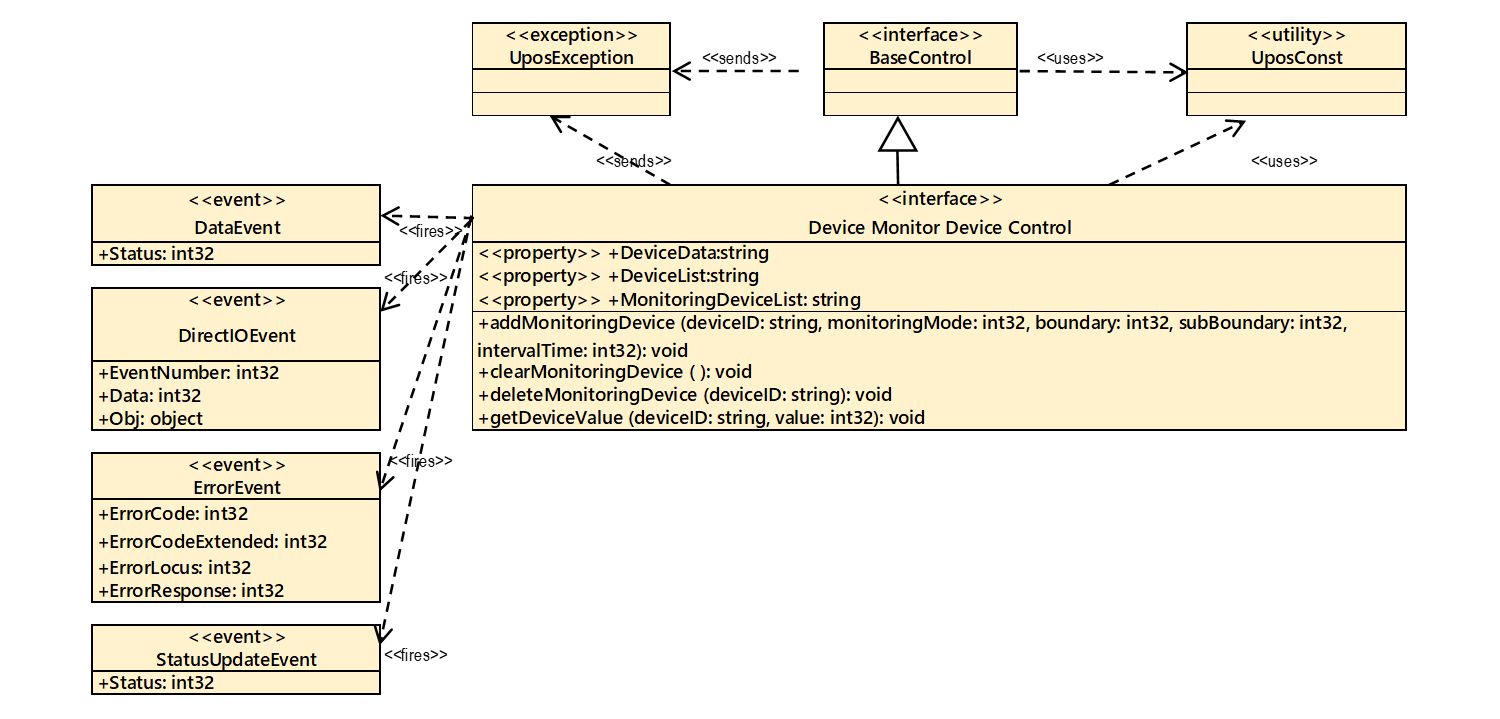 <<exception>>
UposException
<<sends>>
<<interface>>
BaseControl
<<uses>>
<<utility>>
UposConst
<<sends>>
<<uses>>
<<event>>
DataEvent
+Status: int32
<<fires>>
<<interface>>
Device Monitor Device Control
<<property>> +DeviceData:string
<<property>> +DeviceList:string
<<property>> +MonitoringDeviceList: string
+addMonitoringDevice (deviceID: string, monitoringMode: int32, boundary: int32, subBoundary: int32,
intervalTime: int32): void
+clearMonitoringDevice ( ): void
+deleteMonitoringDevice (deviceID: string): void
+getDeviceValue (deviceID: string, value: int32): void
<<fires>>
<<event>>
DirectIOEvent
+EventNumber: int32
+Data: int32
+Obj: object
<<event>>
ErrorEvent
+ErrorCode: int32
+ErrorCodeExtended: int32
+ErrorLocus: int32
+ErrorResponse: int32
<<fires>>
<<event>>
StatusUpdateEvent
+Status: int32
<<fires>>